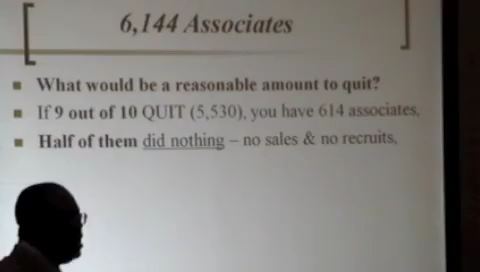 6,144 Associates
What would be a reasonable amount to quit?
If 9 out of 10 QUIT (5,530), you have 614 associates,
Half of them did nothing – no sales & no recruits,